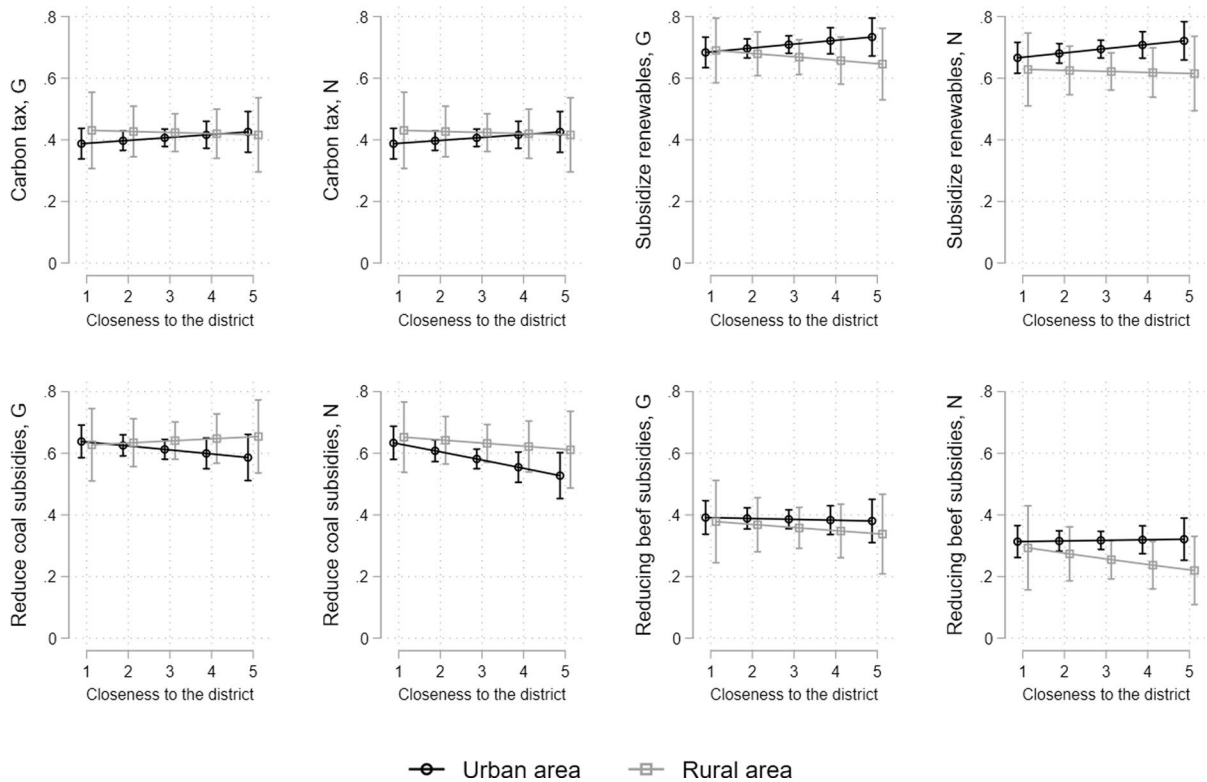 Carbon tax, G
.8
.6
.4
.2
0
1 2 3 4 5
Closeness to the district
Carbon tax, N
.8
.6
.4
.2
0
1 2 3 4 5
Closeness to the district
Subsidize renewables, G
.8
.6
.4
.2
0
1 2 3 4 5
Closeness to the district
Subsidize renewables, N
.8
.6
.4
.2
0
1 2 3 4 5
Closeness to the district
Reduce coal subsidies, G
.8
.6
.4
.2
0
1 2 3 4 5
Closeness to the district
Reduce coal subsidies, N
.8
.6
.4
.2
0
1 2 3 4 5
Closeness to the district
Reducing beef subsidies, G
.8
.6
.4
.2
0
1 2 3 4 5
Closeness to the district
Reducing beef subsidies, N
.8
.6
.4
.2
0
1 2 3 4 5
Closeness to the district
Urban area Rural area